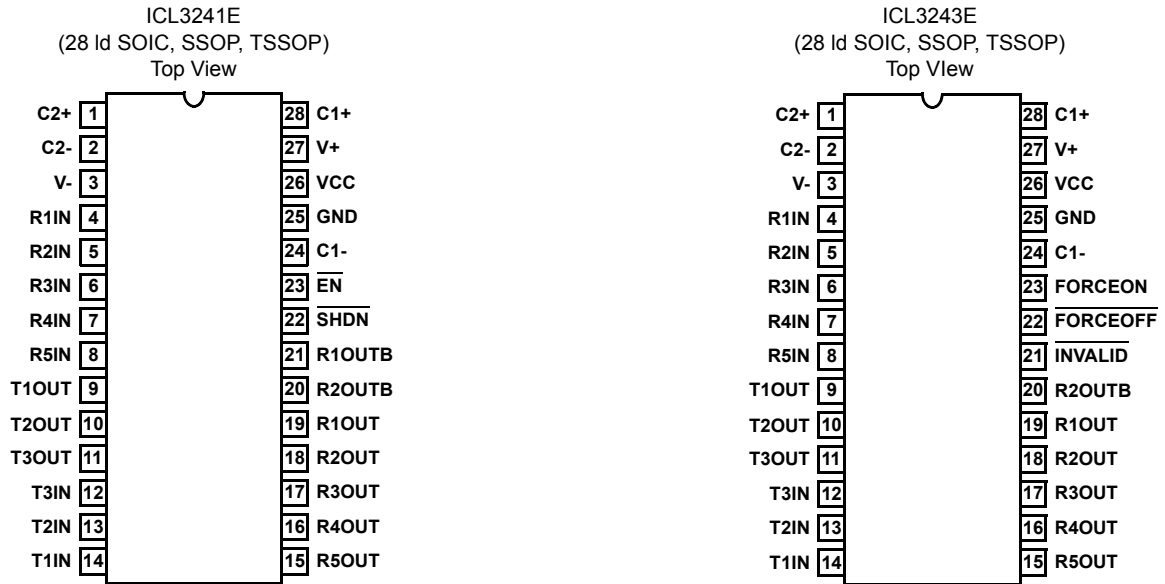 ICL3241E
(28 ld SOIC, SSOP, TSSOP)
Top View
C2+ 1 28 C1+
C2- 2 27 V+
V- 3 26 VCC
R1IN 4 25 GND
R2IN 5 24 C1-
R3IN 6 23 E̅N̅
R4IN 7 22 S̅H̅D̅N̅
R5IN 8 21 R1OUTB
T1OUT 9 20 R2OUTB
T2OUT 10 19 R1OUT
T3OUT 11 18 R2OUT
T3IN 12 17 R3OUT
T2IN 13 16 R4OUT
T1IN 14 15 R5OUT
ICL3243E
(28 ld SOIC, SSOP, TSSOP)
Top VIew
C2+ 1 28 C1+
C2- 2 27 V+
V- 3 26 VCC
R1IN 4 25 GND
R2IN 5 24 C1-
R3IN 6 23 FORCEON
R4IN 7 22 F̅O̅R̅C̅E̅O̅F̅F̅
R5IN 8 21 I̅N̅V̅A̅L̅I̅D̅
T1OUT 9 20 R2OUTB
T2OUT 10 19 R1OUT
T3OUT 11 18 R2OUT
T3IN 12 17 R3OUT
T2IN 13 16 R4OUT
T1IN 14 15 R5OUT